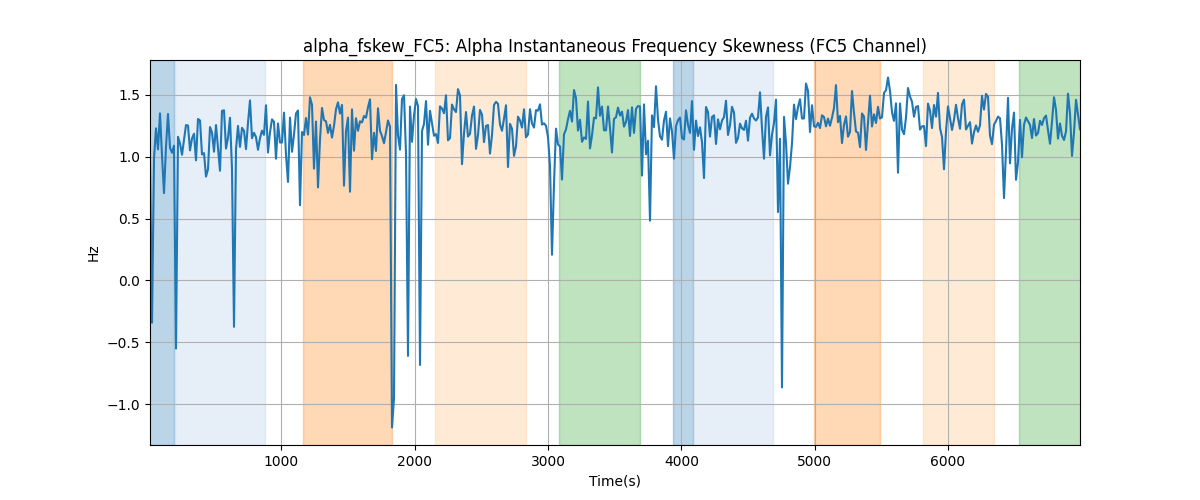 alpha_fskew_FC5: Alpha Instantaneous Frequency Skewness (FC5 Channel)
1.5
1.0
0.5
0.0
−0.5
−1.0
Hz
1000 2000 3000 4000 5000 6000
Time(s)